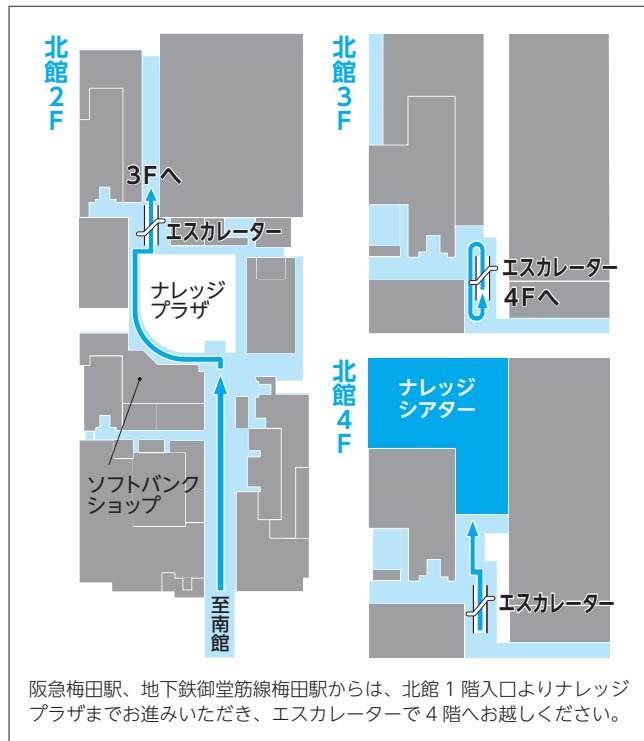 北館2F
3Fへ
エスカレーター
ナレッジ
プラザ
ソフトバンク
ショップ
至南館
北館3F
エスカレーター
4Fへ
北館4F
ナレッジ
シアター
エスカレーター
阪急梅田駅、地下鉄御堂筋線梅田駅からは、北館 1 階入口よりナレッジ
プラザまでお進みいただき、エスカレーターで 4 階へお越しください。